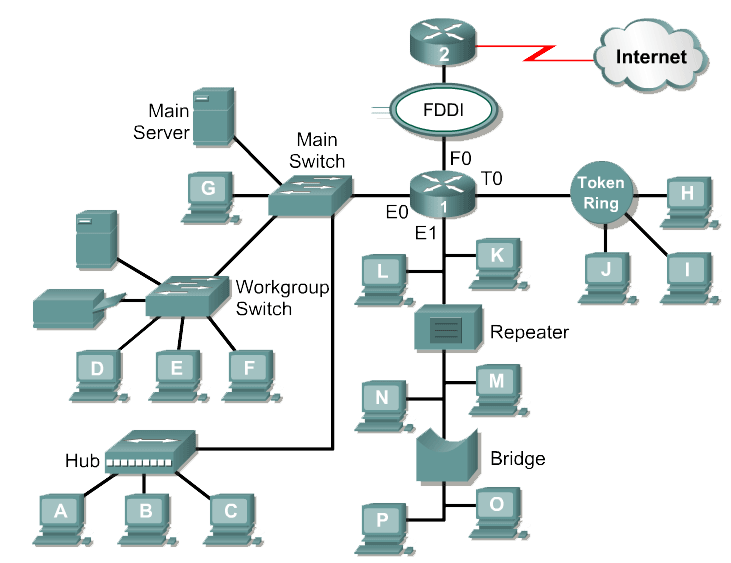 2
Internet
FDDI
Main
Server
Main
Switch
F0
T0
G
1
E0
E1
Token
Ring
H
K
L
J
I
Workgroup
Switch
Repeater
D
E
F
N
M
Hub
Bridge
A
B
C
P
O